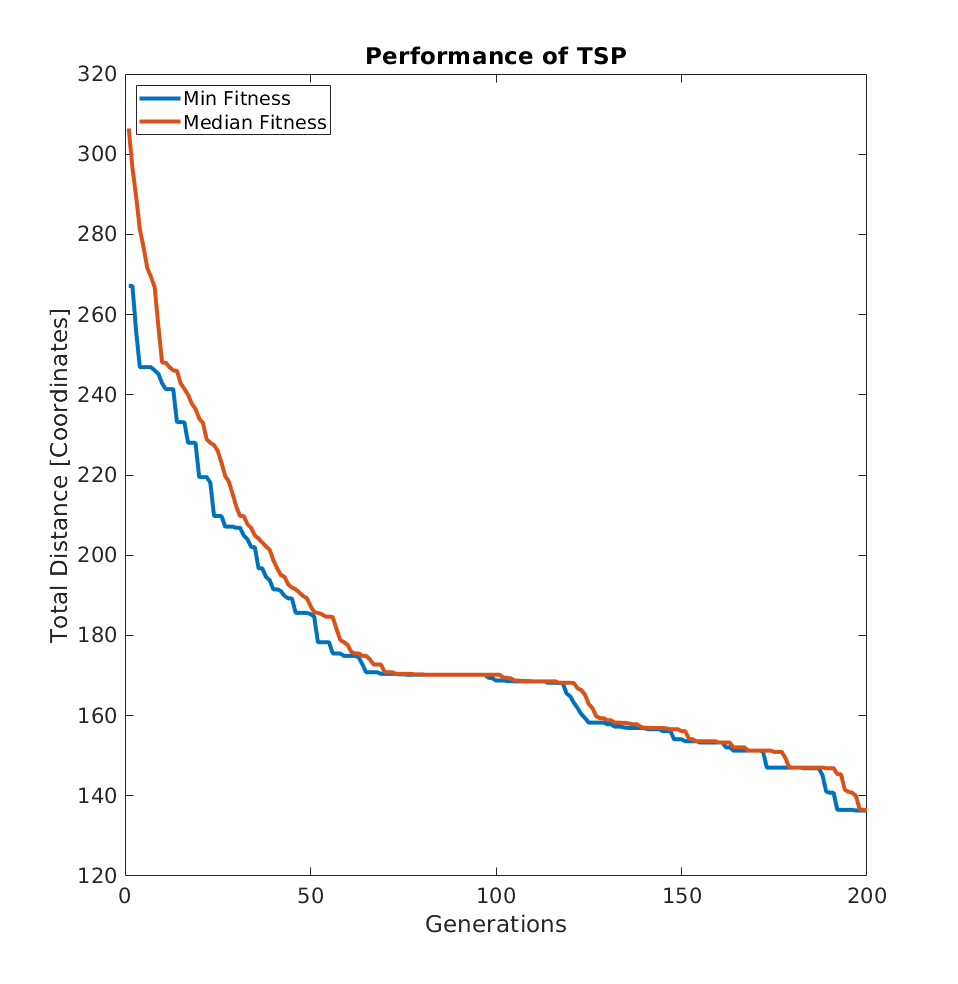 Performance of TSP
320
300
280
260
240
220
200
180
160
140
120
Total Distance [Coordinates]
Min Fitness
Median Fitness
0 50 100 150 200
Generations